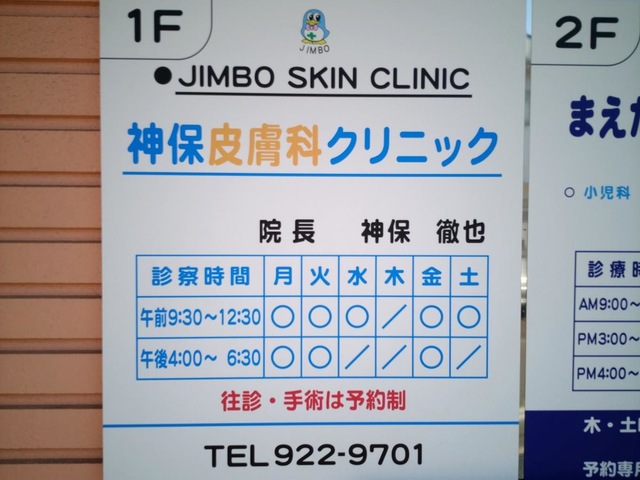 1F
JIMBO
●JIMBO SKIN CLINIC
神保皮膚科クリニック
院長 神保 徹也
診察時間 月 火 水 木 金 土
午前9:30～12:30 ○ ○ ○ ／ ○ ○
午後4:00～ 6:30 ○ ○ ／ ／ ○ ／
往診・手術は予約制
TEL 922-9701
2F
まえだ
○ 小児科
診療時
AM9:00～
PM3:00～
PM4:00～
木・土
予約専用